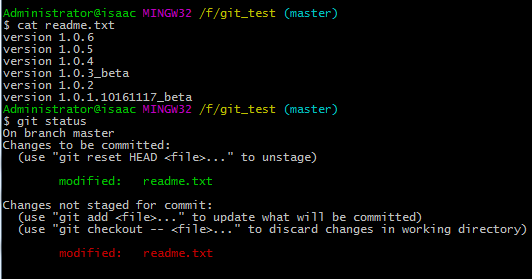 Administrator@isaac MINGW32 /f/git_test (master)
$ cat readme.txt
version 1.0.6
version 1.0.5
version 1.0.4
version 1.0.3_beta
version 1.0.2
version 1.0.1.10161117_beta
Administrator@isaac MINGW32 /f/git_test (master)
$ git status
On branch master
Changes to be committed:
  (use "git reset HEAD <file>..." to unstage)

        modified:   readme.txt

Changes not staged for commit:
  (use "git add <file>..." to update what will be committed)
  (use "git checkout -- <file>..." to discard changes in working directory)

        modified:   readme.txt